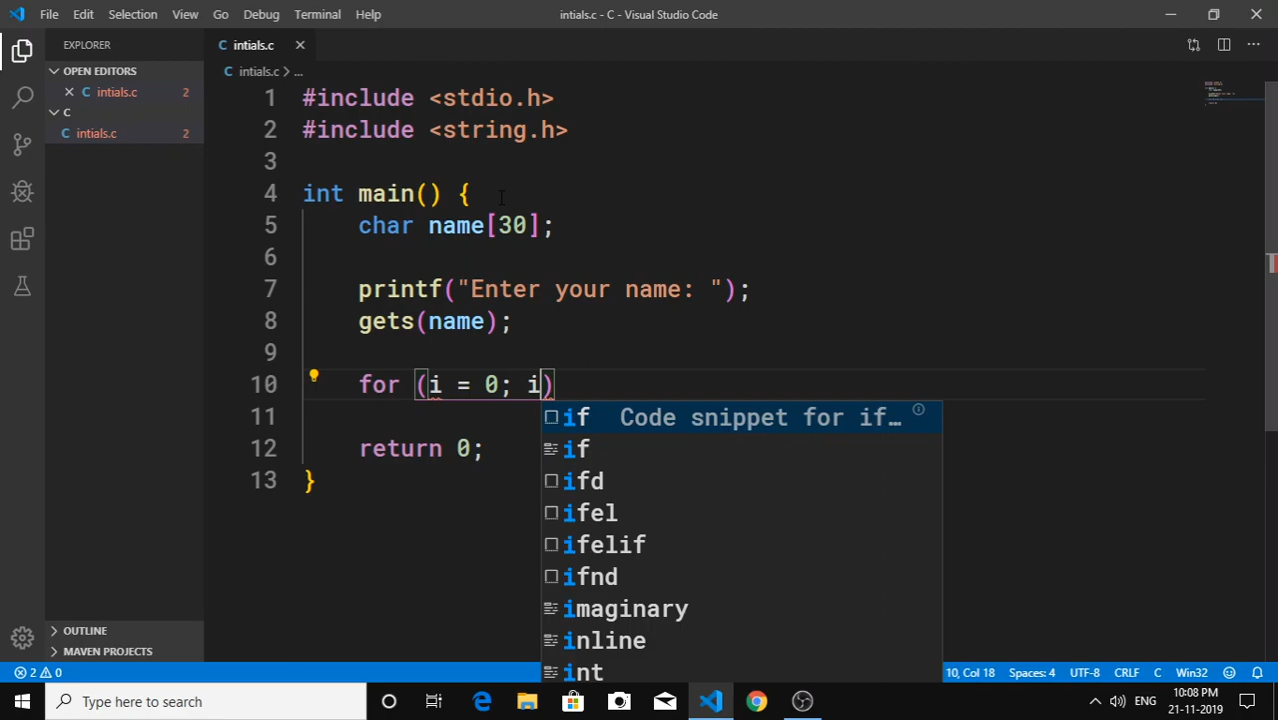 File Edit Selection View Go Debug Terminal Help intials.c - C - Visual Studio Code
EXPLORER
OPEN EDITORS
intials.c 2
C
C intials.c 2
OUTLINE
MAVEN PROJECTS
C intials.c
C intials.c > ...
1 #include <stdio.h>
2 #include <string.h>
3
4 int main() {
5 char name[30];
6
7 printf("Enter your name: ");
8 gets(name);
9
10 for (i = 0; i)
11
12 return 0;
13 }
if Code snippet for if…
if
ifd
ifel
ifelif
ifnd
imaginary
inline
int
2 0 10, Col 18 Spaces: 4 UTF-8 CRLF C Win32
Type here to search
ENG 10:08 PM
21-11-2019